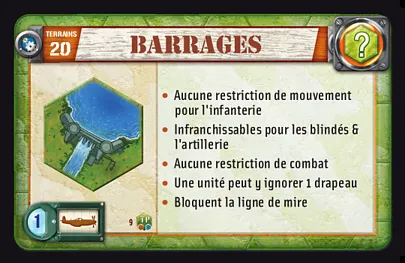 TERRAINS
20
BARRAGES
?
• Aucune restriction de mouvement
pour l'infanterie
• Infranchissables pour les blindés &
l'artillerie
• Aucune restriction de combat
• Une unité peut y ignorer 1 drapeau
• Bloquent la ligne de mire
1
9